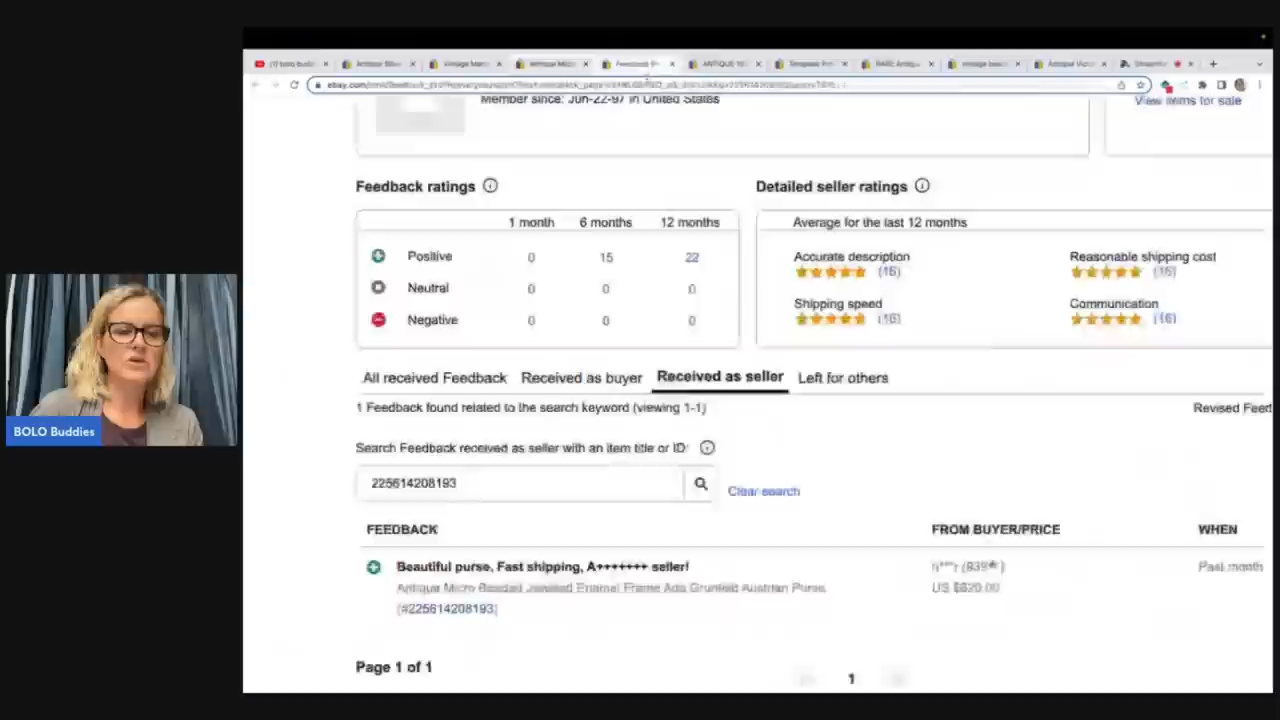 Member since: Jun-22-97 in United States
View items for sale
Feedback ratings
Detailed seller ratings
1 month 6 months 12 months
Average for the last 12 months
Positive 0 15 22
Accurate description
(16)
Reasonable shipping cost
(15)
Neutral 0 0 0
Shipping speed
(16)
Communication
(16)
Negative 0 0 0
All received Feedback Received as buyer Received as seller Left for others
1 Feedback found related to the search keyword (viewing 1-1)
Revised Feed
Search Feedback received as seller with an item title or ID:
225614208193
Clear search
FEEDBACK FROM BUYER/PRICE WHEN
Beautiful purse, Fast shipping, A+++++++ seller!
Past month
Antique Micro Beaded Jeweled Enamel Frame Ada Grunfeld Austrian Purse
US $620.00
(#225614208193)
Page 1 of 1
1
BOLO Buddies